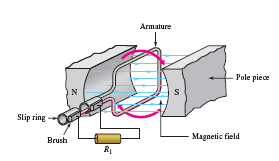 Armature
Pole piece
N
S
Slip ring
Brush
Magnetic field
R1